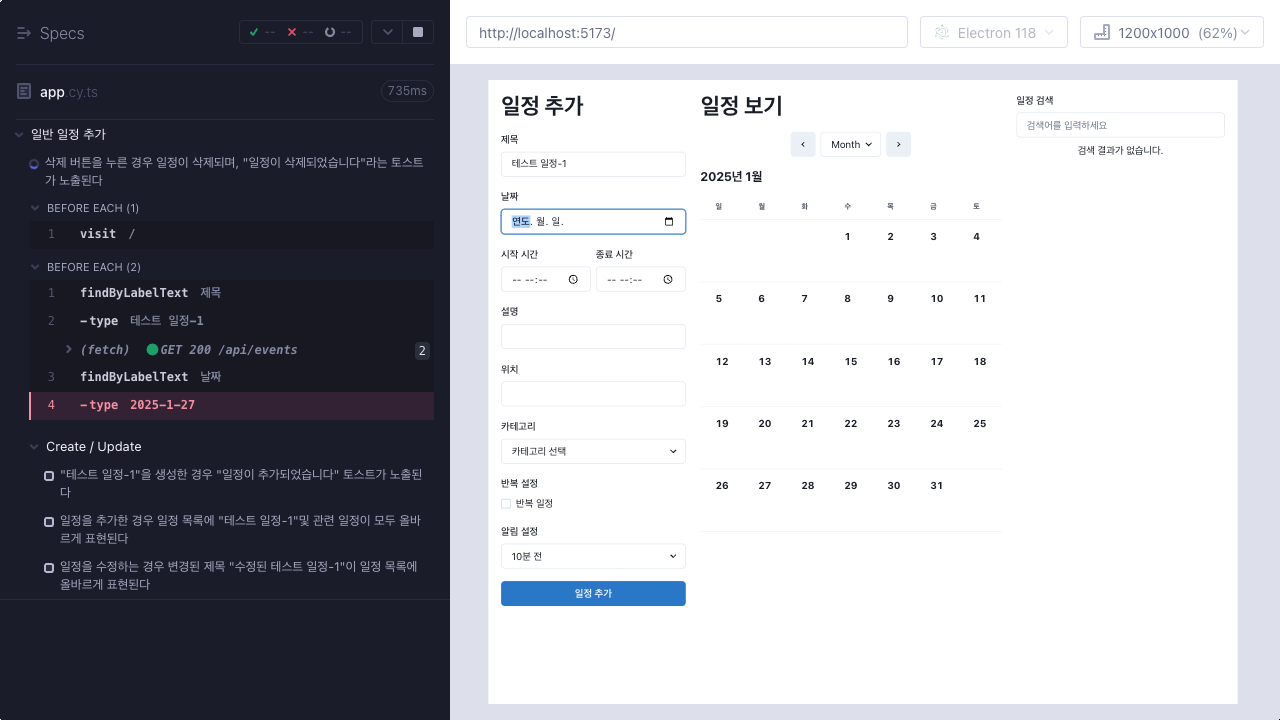 Specs
-- -- --
app.cy.ts
735ms
일반 일정 추가
삭제 버튼을 누른 경우 일정이 삭제되며, "일정이 삭제되었습니다"라는 토스트
가 노출된다
BEFORE EACH (1)
1 visit /
BEFORE EACH (2)
1 findByLabelText 제목
2 -type 테스트 일정-1
(fetch) GET 200 /api/events 2
3 findByLabelText 날짜
4 -type 2025-1-27
Create / Update
"테스트 일정-1"을 생성한 경우 "일정이 추가되었습니다" 토스트가 노출된
다
일정을 추가한 경우 일정 목록에 "테스트 일정-1"및 관련 일정이 모두 올바
르게 표현된다
일정을 수정하는 경우 변경된 제목 "수정된 테스트 일정-1"이 일정 목록에
올바르게 표현된다
http://localhost:5173/
Electron 118
1200x1000 (62%)
일정 추가
제목
테스트 일정-1
날짜
연도. 월. 일.
시작 시간 종료 시간
-- --:-- -- --:--
설명
위치
카테고리
카테고리 선택
반복 설정
반복 일정
알림 설정
10분 전
일정 추가
일정 보기
Month
2025년 1월
일 월 화 수 목 금 토
1 2 3 4
5 6 7 8 9 10 11
12 13 14 15 16 17 18
19 20 21 22 23 24 25
26 27 28 29 30 31
일정 검색
검색어를 입력하세요
검색 결과가 없습니다.